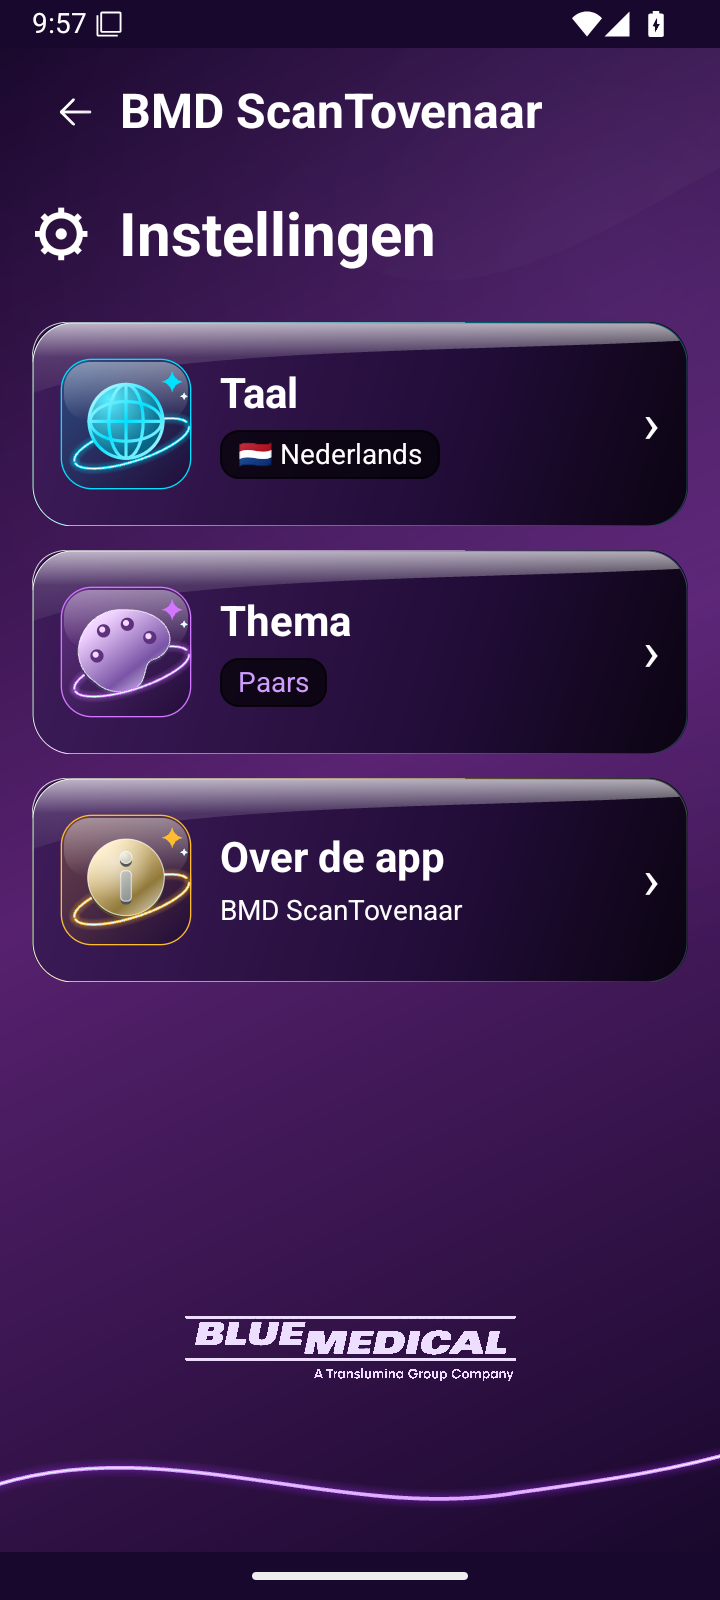 9:57
BMD ScanTovenaar
Instellingen
Taal
🇳🇱 Nederlands
Thema
Paars
Over de app
BMD ScanTovenaar
BLUEMEDICAL
A Translumina Group Company